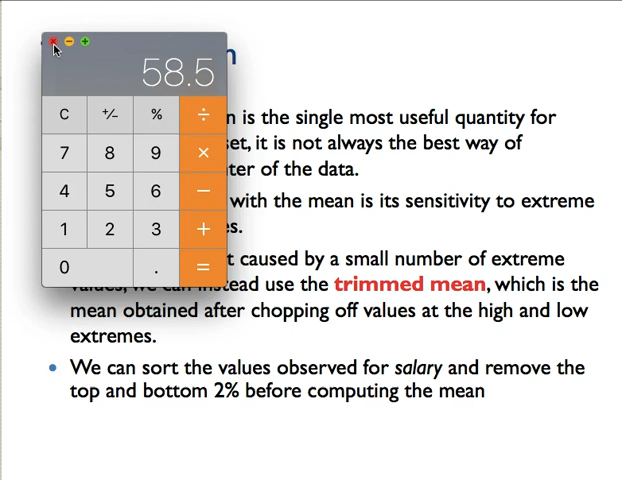 58.5
C +/- % ÷
7 8 9 ×
4 5 6 −
1 2 3 +
0 . =
n
n is the single most useful quantity for
set, it is not always the best way of
ter of the data.
with the mean is its sensitivity to extreme
es.
t caused by a small number of extreme
values, we can instead use the trimmed mean, which is the
mean obtained after chopping off values at the high and low
extremes.
• We can sort the values observed for salary and remove the
top and bottom 2% before computing the mean